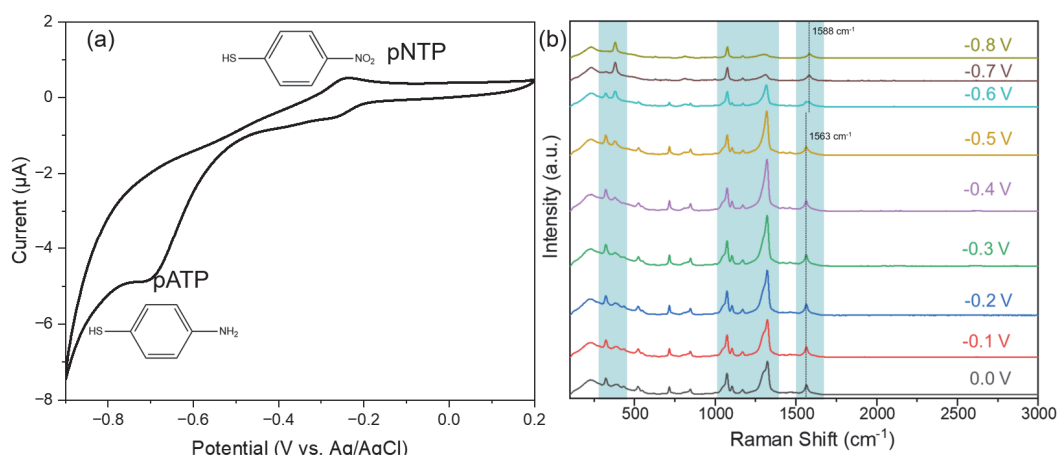 (a)
HS
NO₂
pNTP
pATP
HS
NH₂
2
0
−2
−4
−6
−8
Current (µA)
−0.8
−0.6
−0.4
−0.2
0.0
0.2
Potential (V vs. Ag/AgCl)
(b)
1588 cm⁻¹
-0.8 V
-0.7 V
-0.6 V
1563 cm⁻¹
-0.5 V
-0.4 V
-0.3 V
-0.2 V
-0.1 V
0.0 V
Intensity (a.u.)
500
1000
1500
2000
2500
3000
Raman Shift (cm⁻¹)